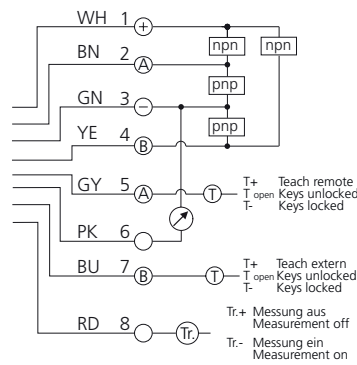 WH 1 +
npn npn
BN 2 A
pnp
GN 3 −
pnp
YE 4 B
GY 5 A T
T+ Teach remote
T open Keys unlocked
T- Keys locked
PK 6
BU 7 B T
T+ Teach extern
T open Keys unlocked
T- Keys locked
RD 8 Tr.
Tr.+ Messung aus
Measurement off
Tr.- Messung ein
Measurement on